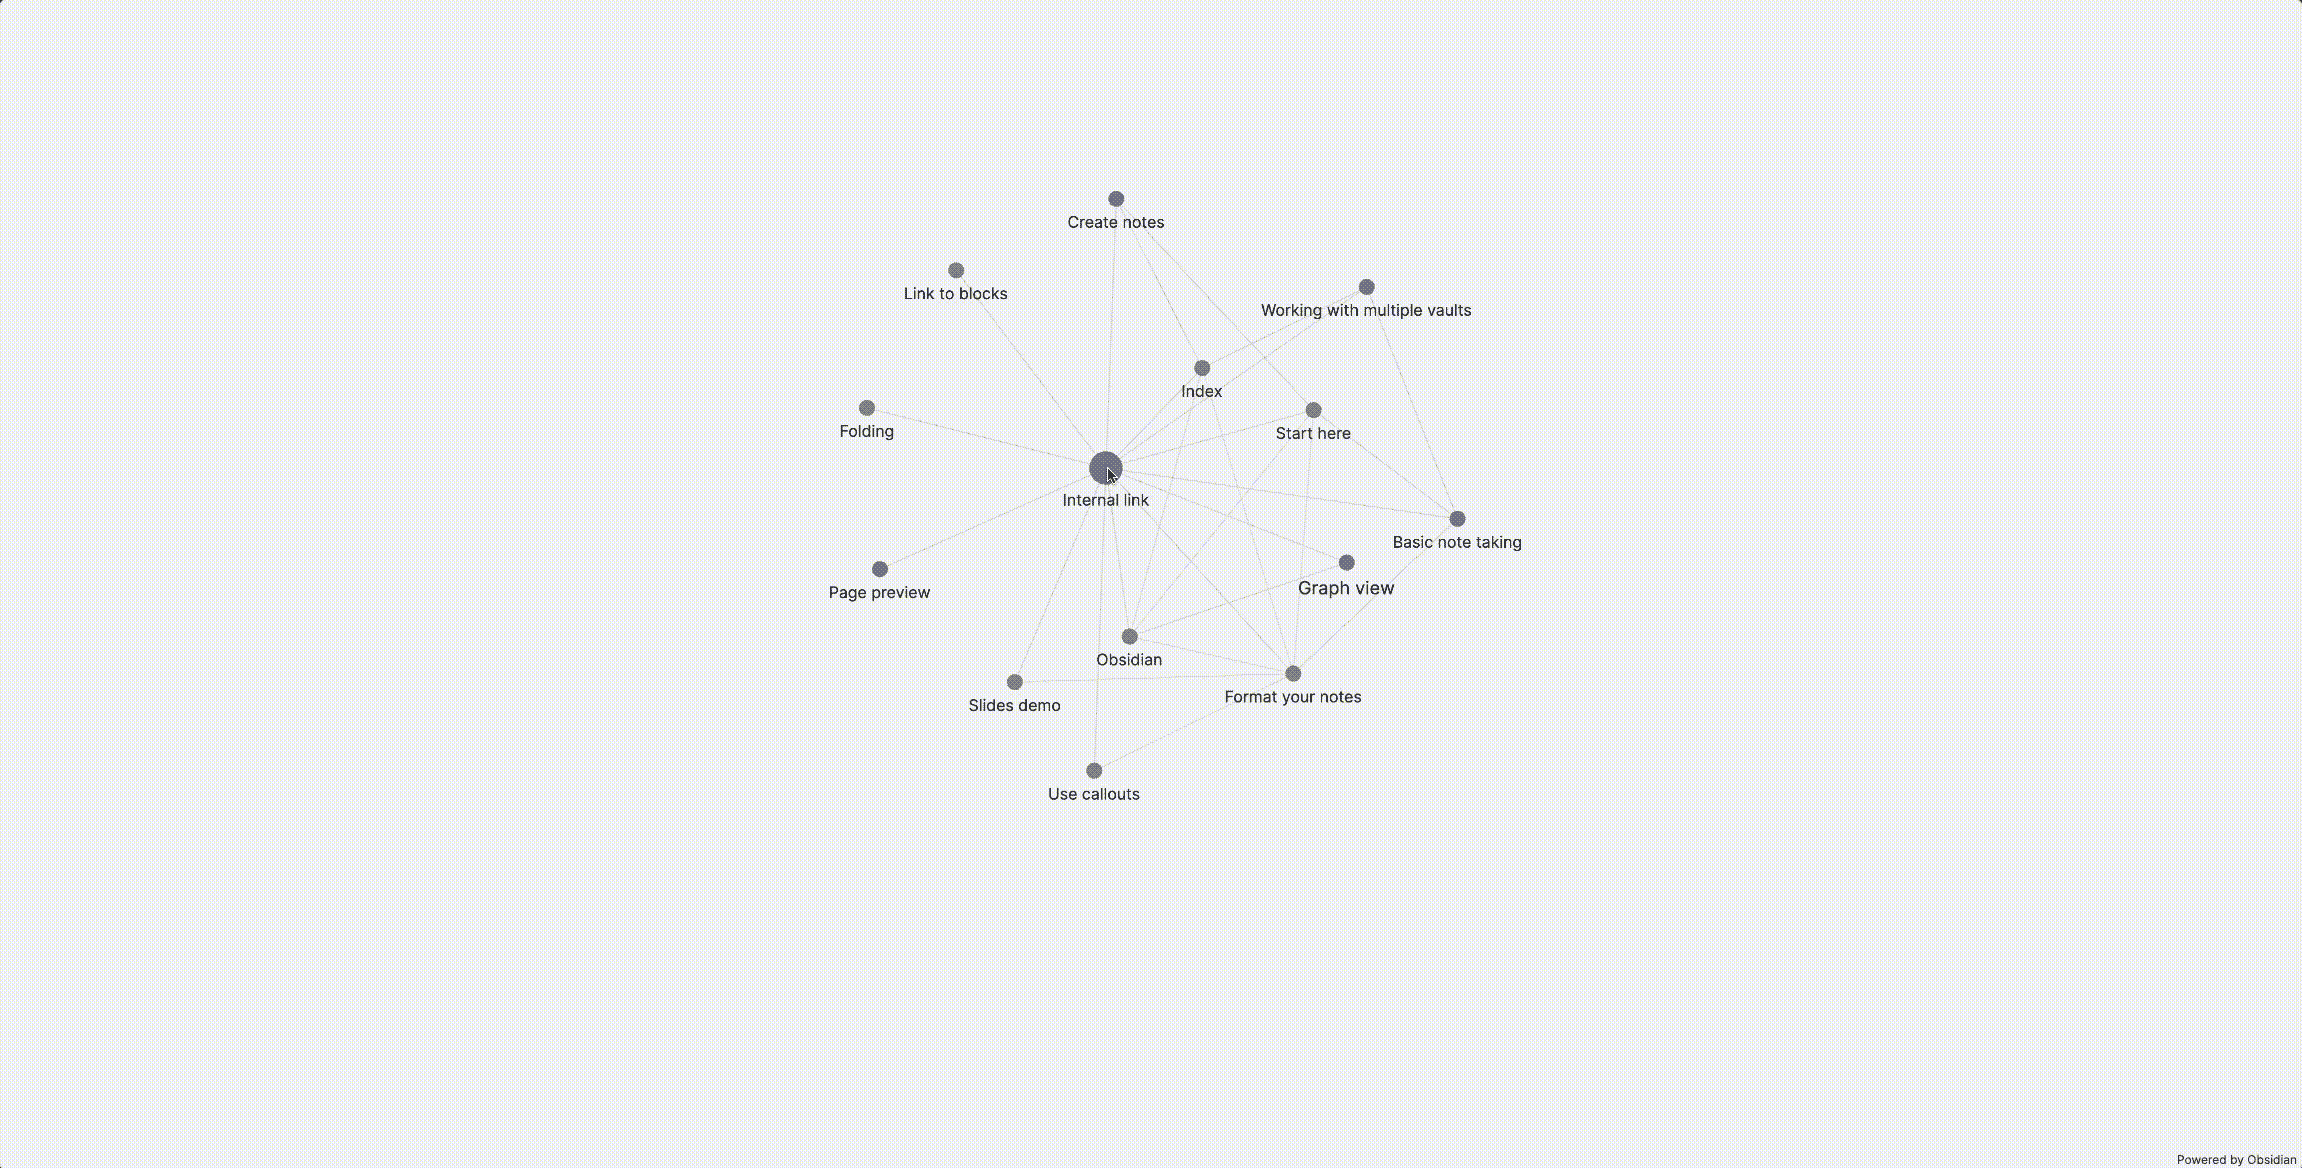 Create notes
Link to blocks
Working with multiple vaults
Index
Folding
Start here
Internal link
Basic note taking
Graph view
Page preview
Obsidian
Format your notes
Slides demo
Use callouts
Powered by Obsidian